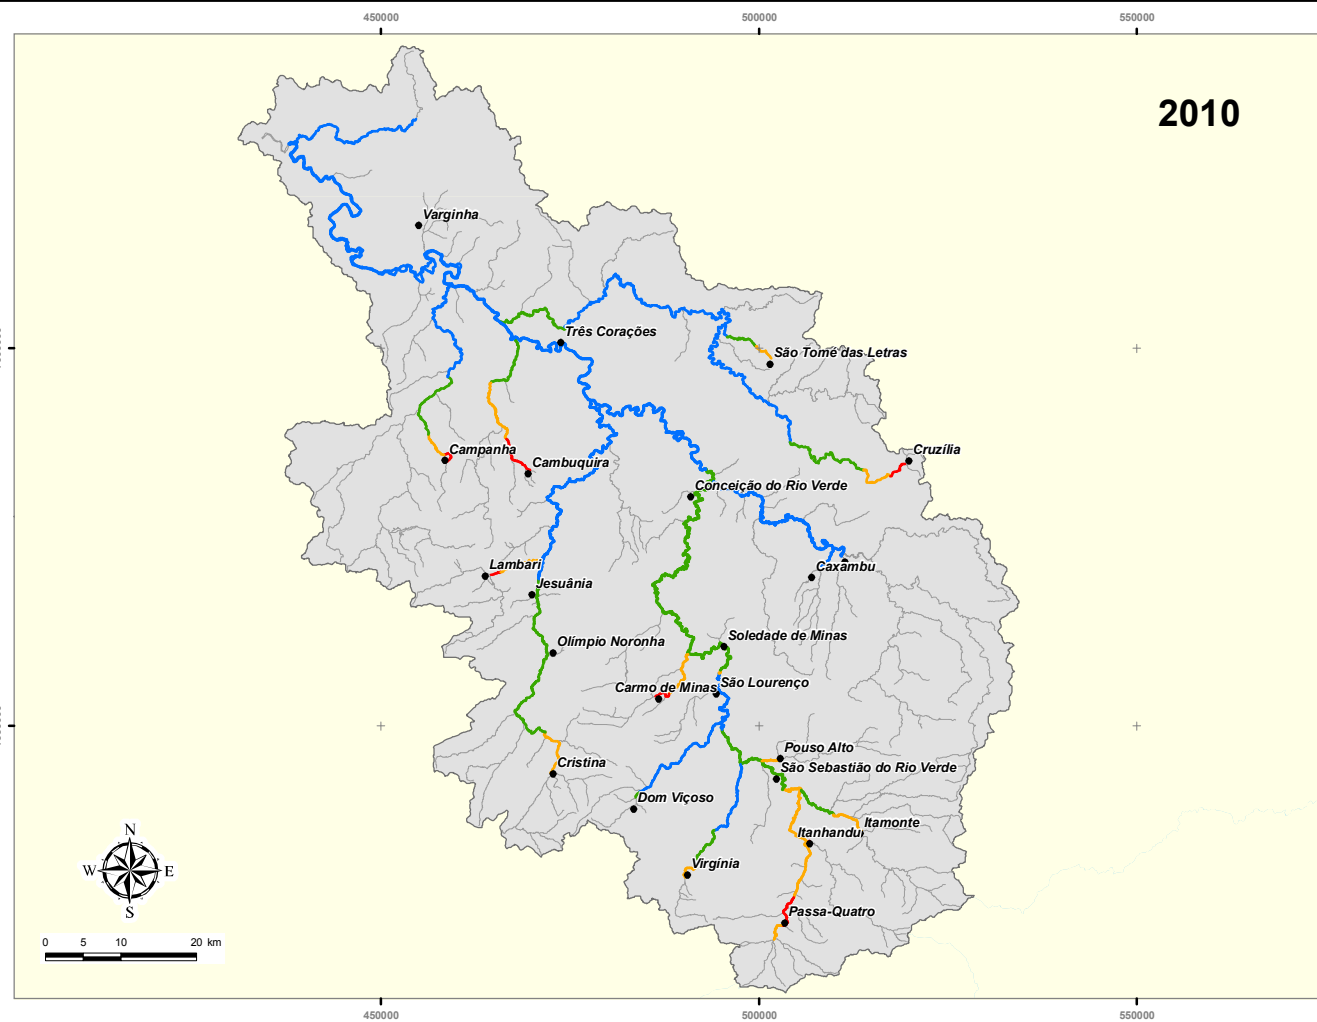 450000
500000
550000
2010
Varginha
Três Corações
São Tomé das Letras
Campanha
Cambuquira
Cruzília
Conceição do Rio Verde
Lambari
Caxambu
Jesuânia
Olímpio Noronha
Soledade de Minas
Carmo de Minas
São Lourenço
Pouso Alto
Cristina
São Sebastião do Rio Verde
Dom Viçoso
Itamonte
Itanhandu
Virgínia
Passa-Quatro
N
W
E
S
0 5 10 20 km
450000
500000
550000